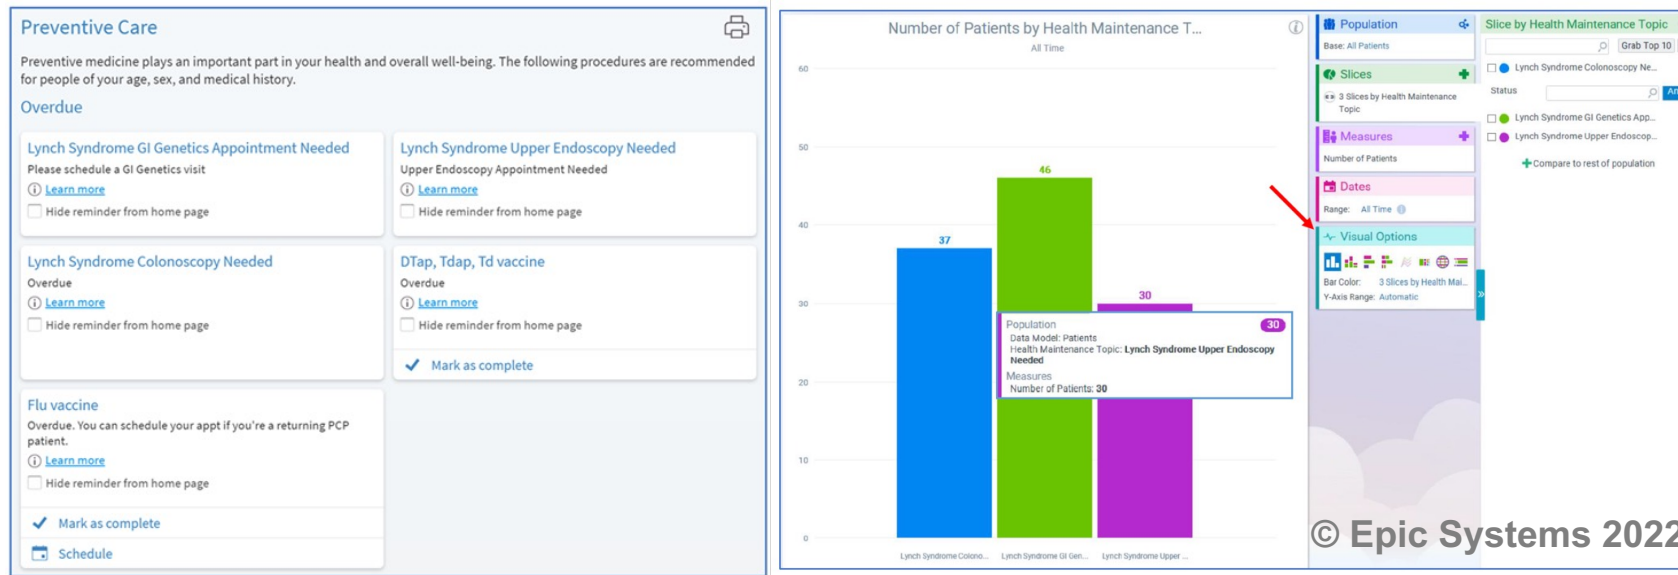 Preventive Care
Preventive medicine plays an important part in your health and overall well-being. The following procedures are recommended
for people of your age, sex, and medical history.
Overdue
Lynch Syndrome GI Genetics Appointment Needed
Please schedule a GI Genetics visit
Learn more
Hide reminder from home page
Lynch Syndrome Upper Endoscopy Needed
Upper Endoscopy Appointment Needed
Learn more
Hide reminder from home page
Lynch Syndrome Colonoscopy Needed
Overdue
Learn more
Hide reminder from home page
DTap, Tdap, Td vaccine
Overdue
Learn more
Hide reminder from home page
Mark as complete
Flu vaccine
Overdue. You can schedule your appt if you're a returning PCP
patient.
Learn more
Hide reminder from home page
Mark as complete
Schedule
Number of Patients by Health Maintenance T...
All Time
60
50
40
30
20
10
0
37
46
30
Population
30
Data Model: Patients
Health Maintenance Topic: Lynch Syndrome Upper Endoscopy
Needed
Measures
Number of Patients: 30
Lynch Syndrome Colono...
Lynch Syndrome GI Gen...
Lynch Syndrome Upper ...
Population
Base: All Patients
Slices
3 Slices by Health Maintenance
Topic
Measures
Number of Patients
Dates
Range: All Time
Visual Options
Bar Color: 3 Slices by Health Mai...
Y-Axis Range: Automatic
Slice by Health Maintenance Topic
Grab Top 10
Lynch Syndrome Colonoscopy Ne...
Status
An
Lynch Syndrome GI Genetics App...
Lynch Syndrome Upper Endoscop...
Compare to rest of population
© Epic Systems 2022